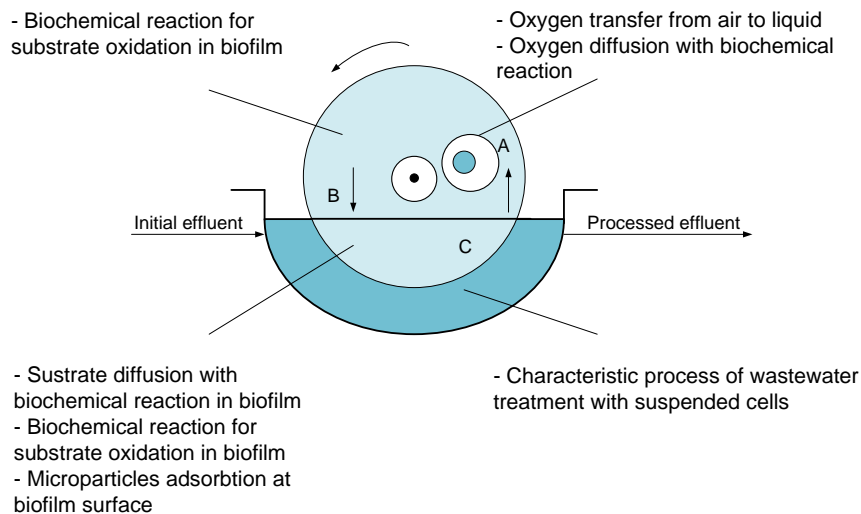 - Biochemical reaction for
substrate oxidation in biofilm
- Oxygen transfer from air to liquid
- Oxygen diffusion with biochemical
reaction
A
B
Initial effluent
Processed effluent
C
- Sustrate diffusion with
biochemical reaction in biofilm
- Biochemical reaction for
substrate oxidation in biofilm
- Microparticles adsorbtion at
biofilm surface
- Characteristic process of wastewater
treatment with suspended cells